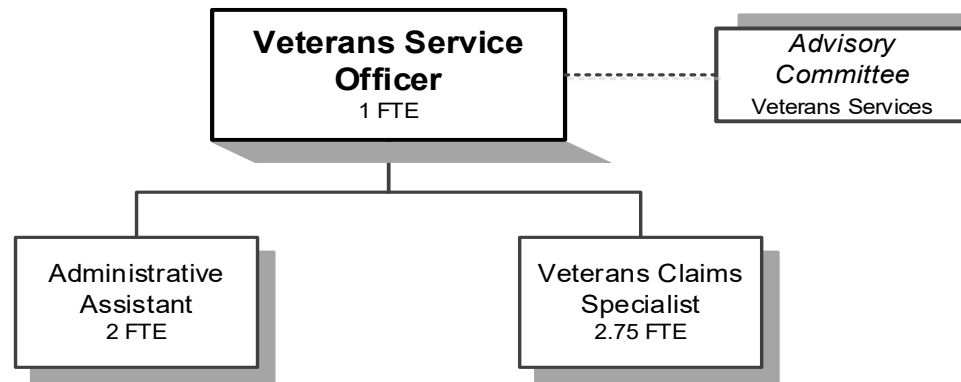 Veterans Service
Officer
1 FTE
Advisory
Committee
Veterans Services
Administrative
Assistant
2 FTE
Veterans Claims
Specialist
2.75 FTE